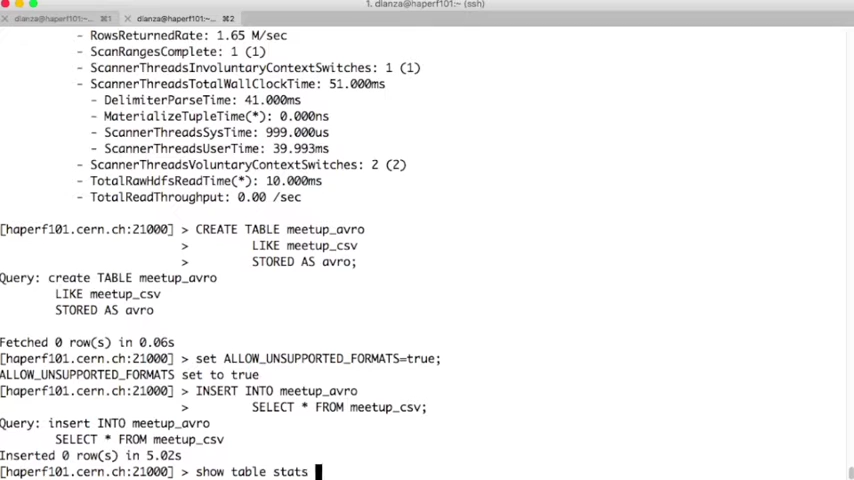 1. dlanza@haperf101:~ (ssh)
dlanza@haperf101:~... ⌘1
dlanza@haperf101:~... ⌘2
- RowsReturnedRate: 1.65 M/sec
- ScanRangesComplete: 1 (1)
- ScannerThreadsInvoluntaryContextSwitches: 1 (1)
- ScannerThreadsTotalWallClockTime: 51.000ms
- DelimiterParseTime: 41.000ms
- MaterializeTupleTime(*): 0.000ns
- ScannerThreadsSysTime: 999.000us
- ScannerThreadsUserTime: 39.993ms
- ScannerThreadsVoluntaryContextSwitches: 2 (2)
- TotalRawHdfsReadTime(*): 10.000ms
- TotalReadThroughput: 0.00 /sec
[haperf101.cern.ch:21000] > CREATE TABLE meetup_avro
> LIKE meetup_csv
> STORED AS avro;
Query: create TABLE meetup_avro
LIKE meetup_csv
STORED AS avro
Fetched 0 row(s) in 0.06s
[haperf101.cern.ch:21000] > set ALLOW_UNSUPPORTED_FORMATS=true;
ALLOW_UNSUPPORTED_FORMATS set to true
[haperf101.cern.ch:21000] > INSERT INTO meetup_avro
> SELECT * FROM meetup_csv;
Query: insert INTO meetup_avro
SELECT * FROM meetup_csv
Inserted 0 row(s) in 5.02s
[haperf101.cern.ch:21000] > show table stats